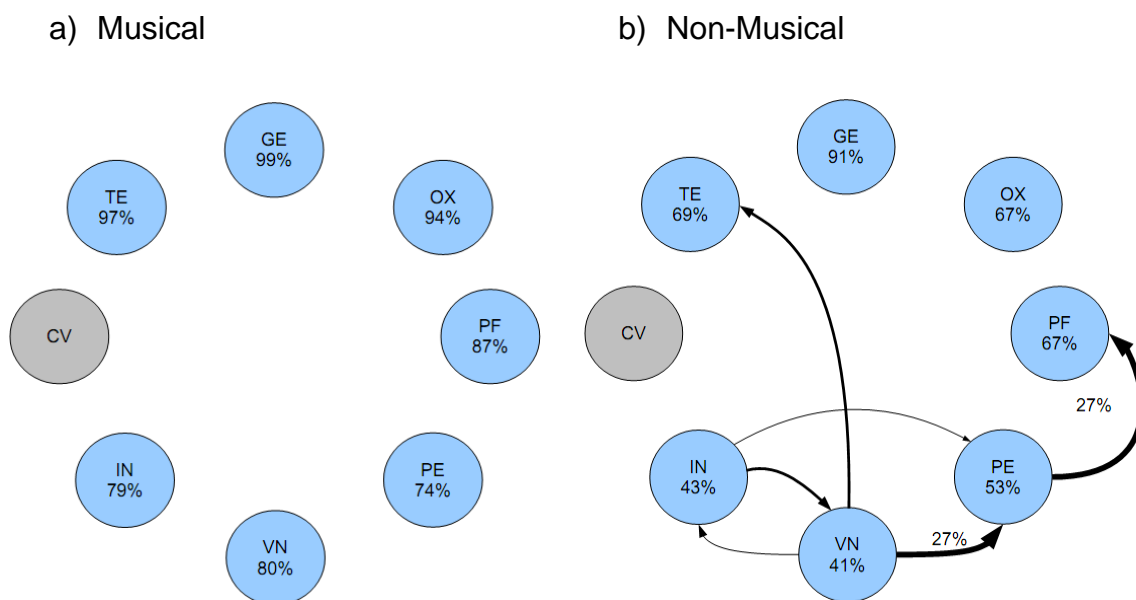 a) Musical
GE
99%
TE
97%
OX
94%
CV
PF
87%
IN
79%
PE
74%
VN
80%
b) Non-Musical
GE
91%
TE
69%
OX
67%
CV
PF
67%
27%
IN
43%
PE
53%
VN
41%
27%